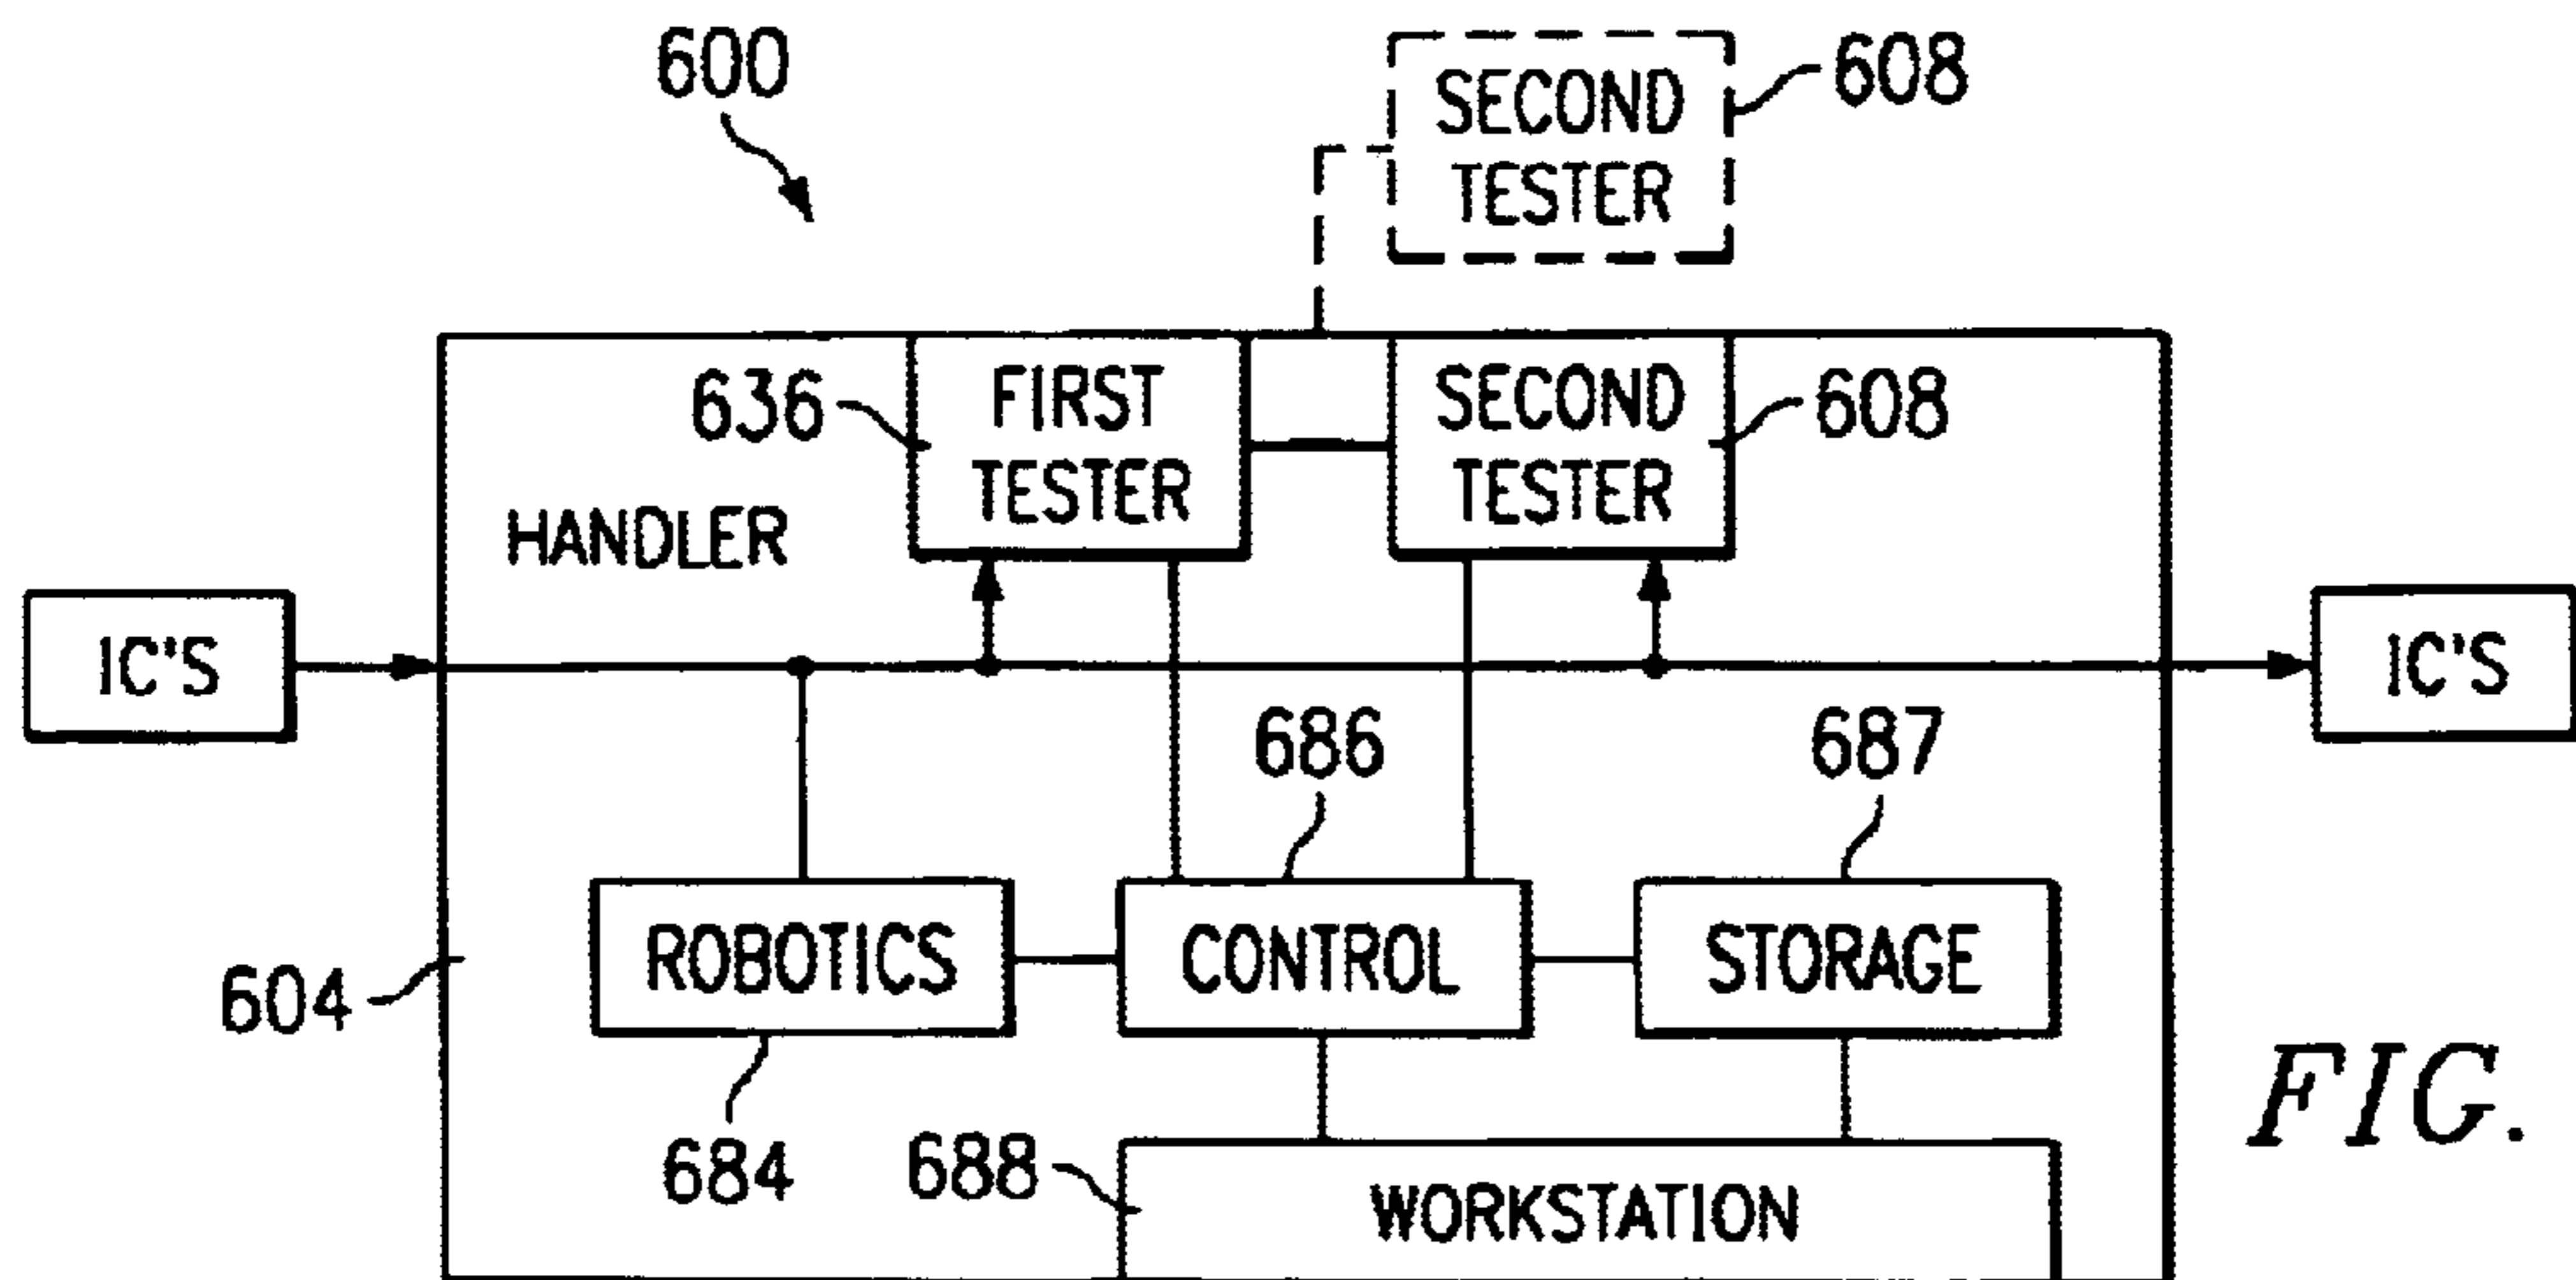 600
SECOND
TESTER
608
636
FIRST
TESTER
SECOND
TESTER
608
HANDLER
IC'S
IC'S
686
687
ROBOTICS
CONTROL
STORAGE
604
684
688
WORKSTATION
FIG.